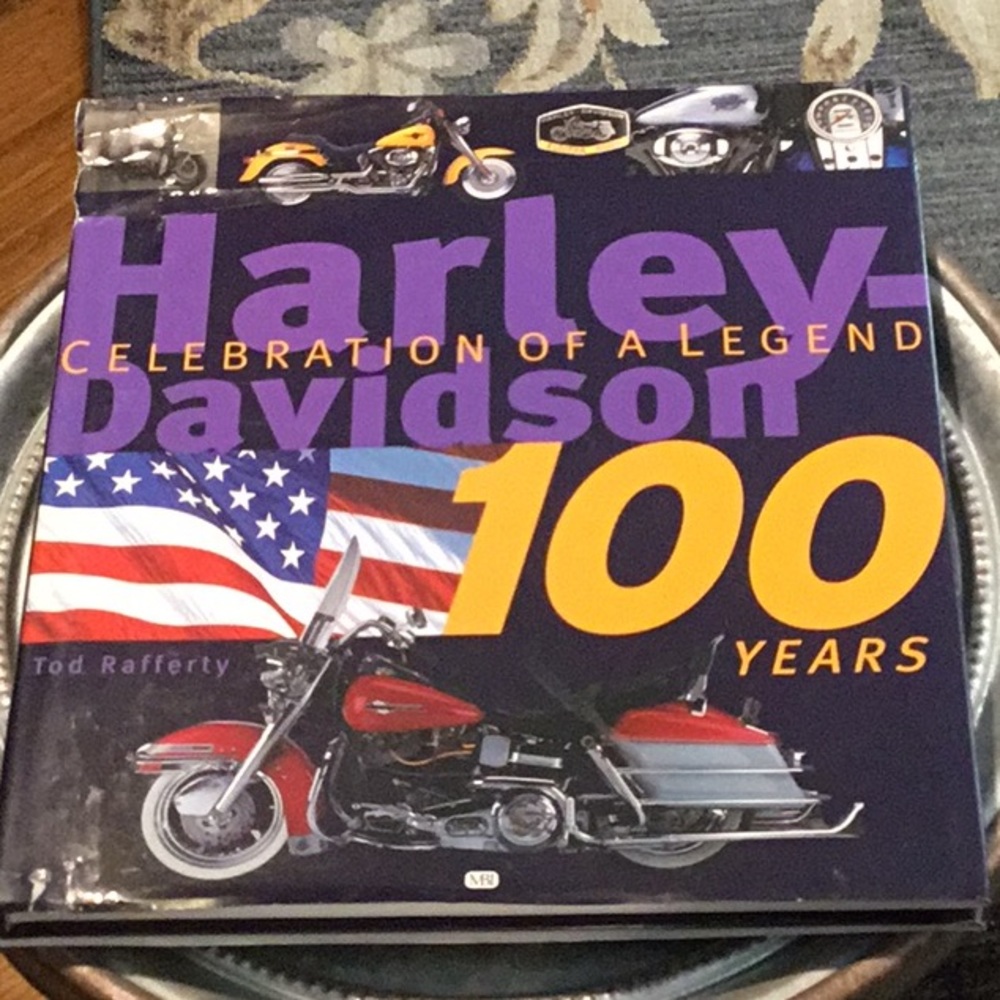 Harley-
CELEBRATION OF A LEGEND
Davidson
100
YEARS
Tod Rafferty
MBI